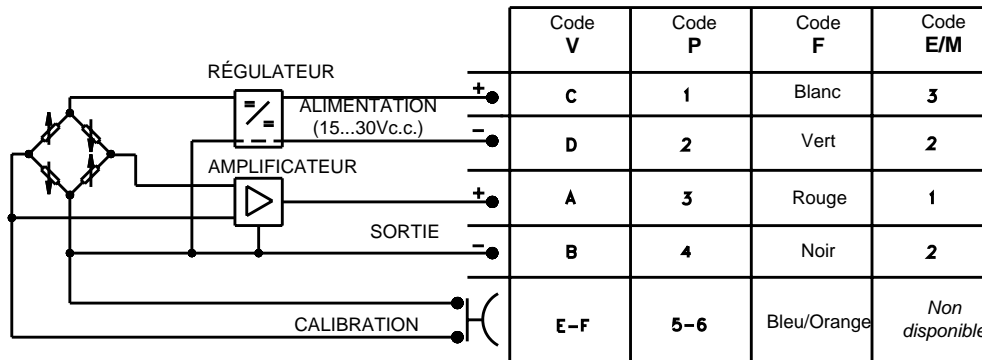 Code Code Code Code
V P F E/M
RÉGULATEUR
+ C 1 Blanc 3
= / =
ALIMENTATION
(15...30Vc.c.)
– D 2 Vert 2
AMPLIFICATEUR
+ A 3 Rouge 1
SORTIE
– B 4 Noir 2
CALIBRATION
E–F 5–6 Bleu/Orange Non
disponible